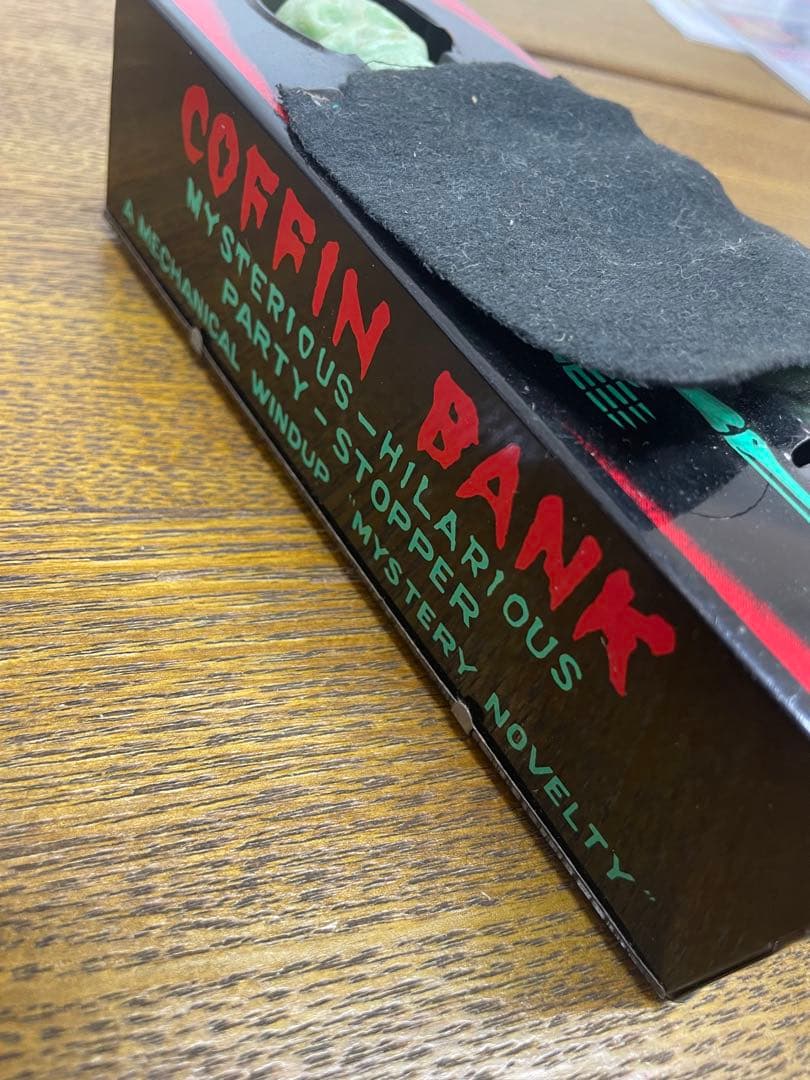 COFFIN BANK
MYSTERIOUS-HILARIOUS
PARTY-STOPPER
A MECHANICAL WINDUP "MYSTERY NOVELTY"